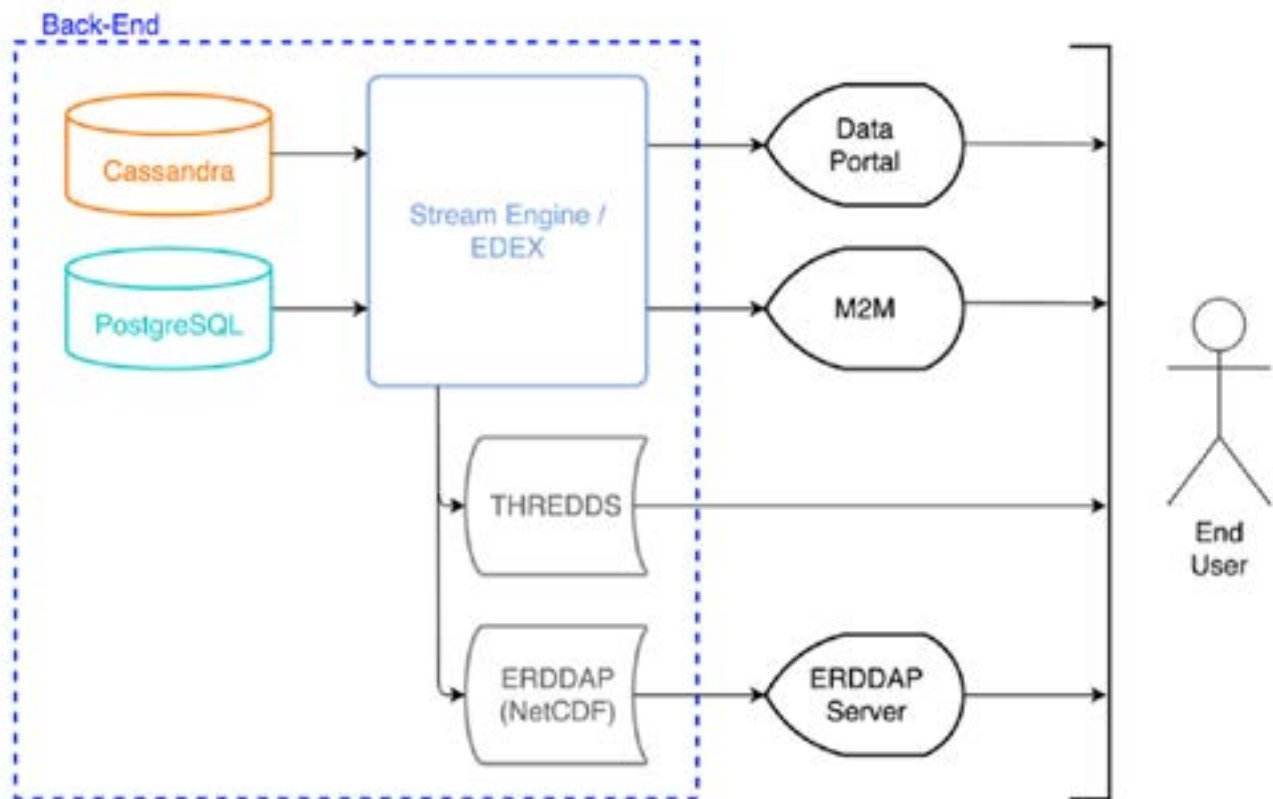 Back-End
Cassandra
PostgreSQL
Stream Engine /
EDEX
Data
Portal
M2M
THREDDS
ERDDAP
(NetCDF)
ERDDAP
Server
End
User